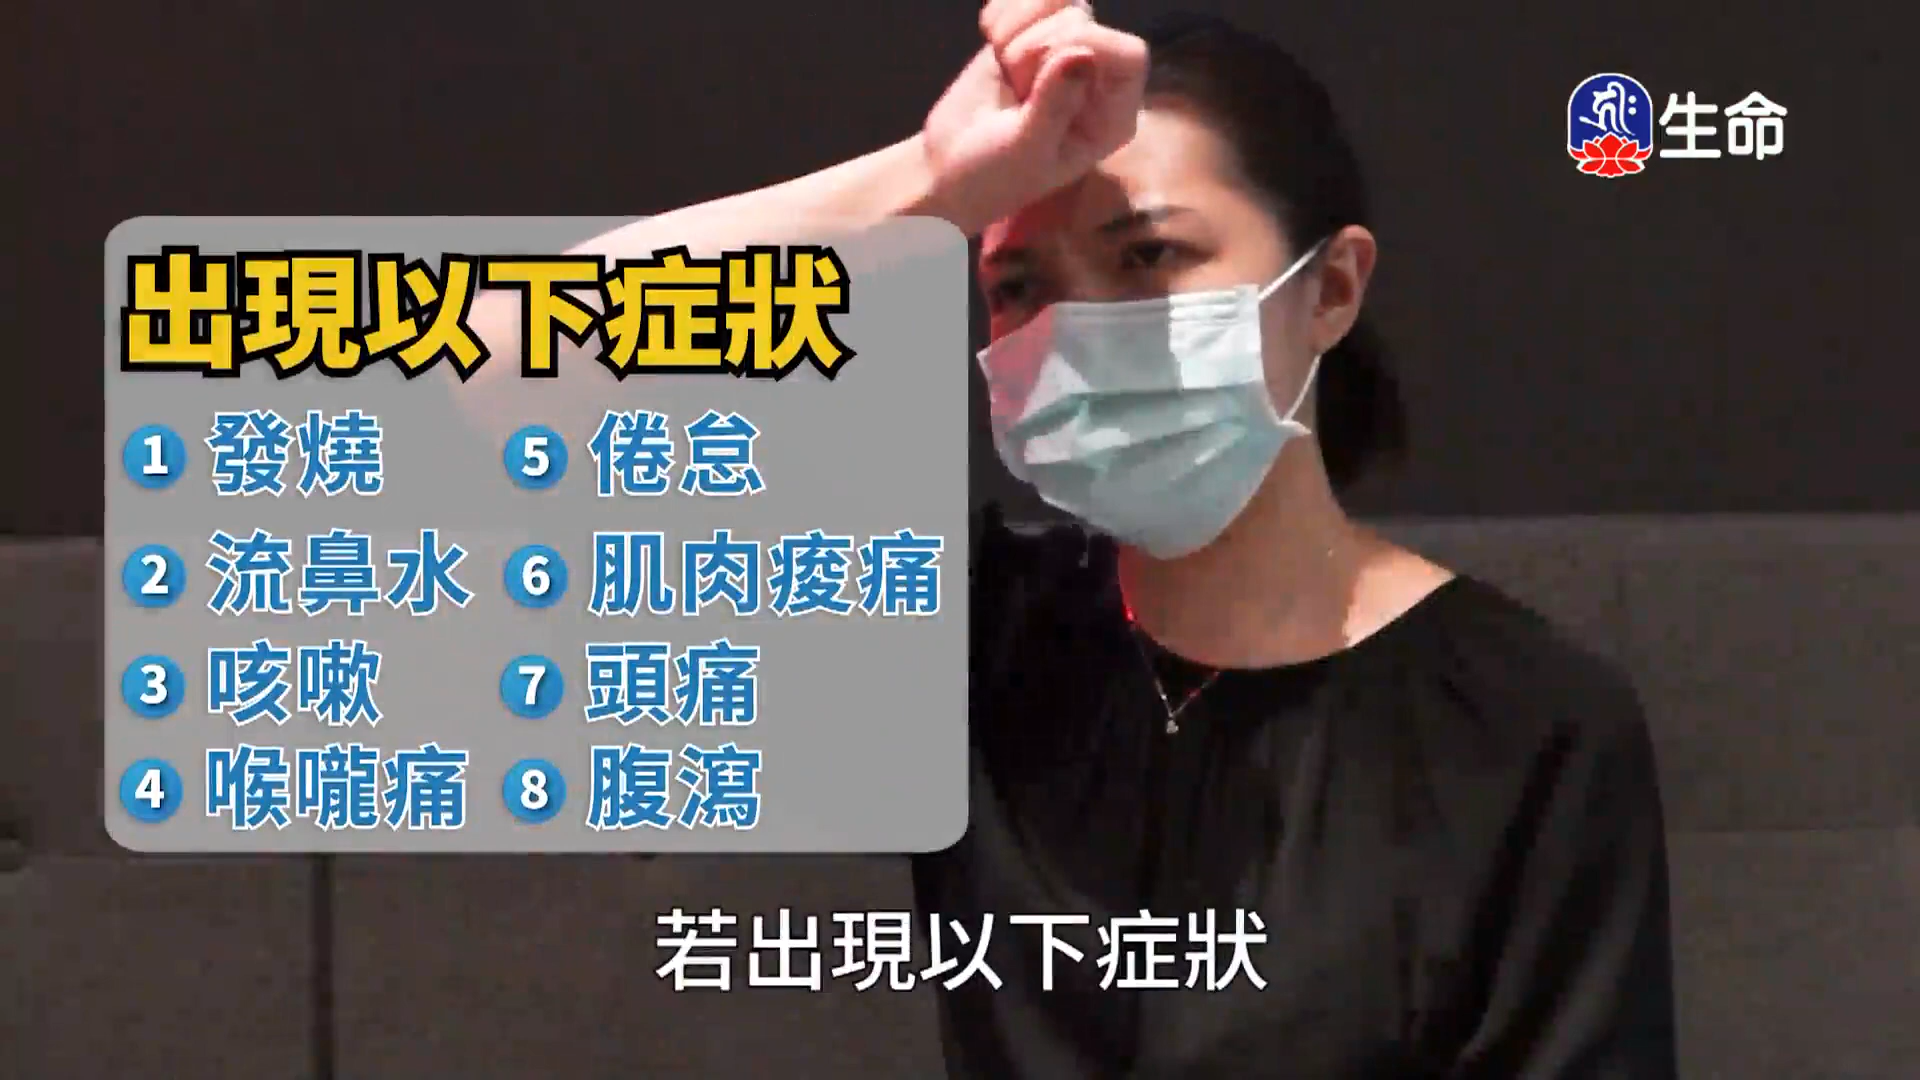 生命
出現以下症狀
1 發燒
2 流鼻水
3 咳嗽
4 喉嚨痛
5 倦怠
6 肌肉痠痛
7 頭痛
8 腹瀉
若出現以下症狀